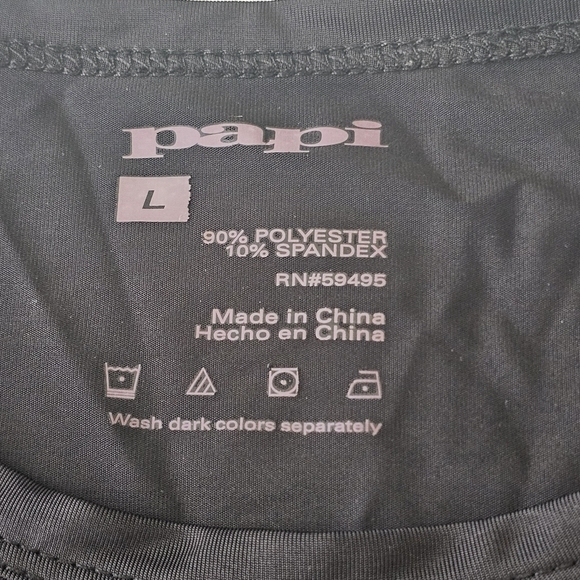 papi
L
90% POLYESTER
10% SPANDEX
RN#59495
Made in China
Hecho en China
Wash dark colors separately